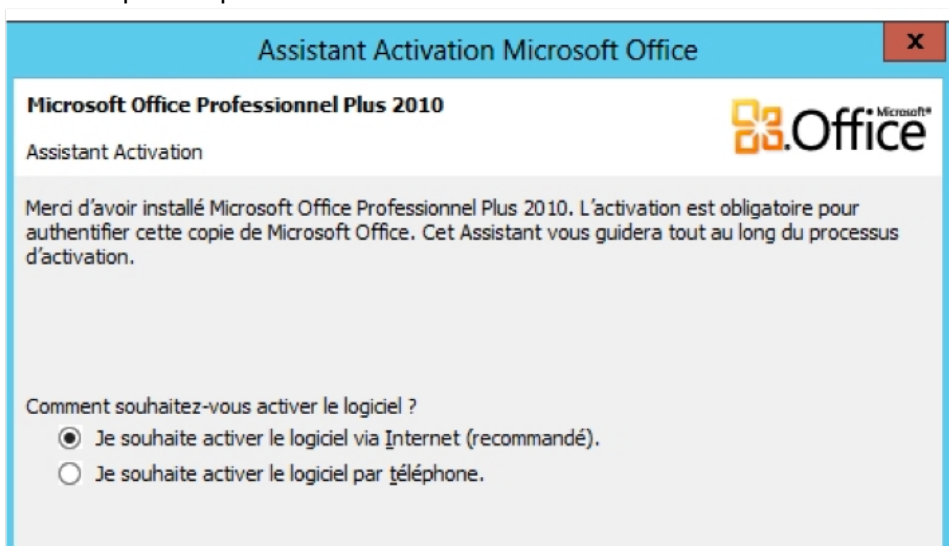 Assistant Activation Microsoft Office
x
Microsoft Office Professionnel Plus 2010
Microsoft®
Office
Assistant Activation
Merci d'avoir installé Microsoft Office Professionnel Plus 2010. L'activation est obligatoire pour
authentifier cette copie de Microsoft Office. Cet Assistant vous guidera tout au long du processus
d'activation.
Comment souhaitez-vous activer le logiciel ?
Je souhaite activer le logiciel via Internet (recommandé).
Je souhaite activer le logiciel par téléphone.